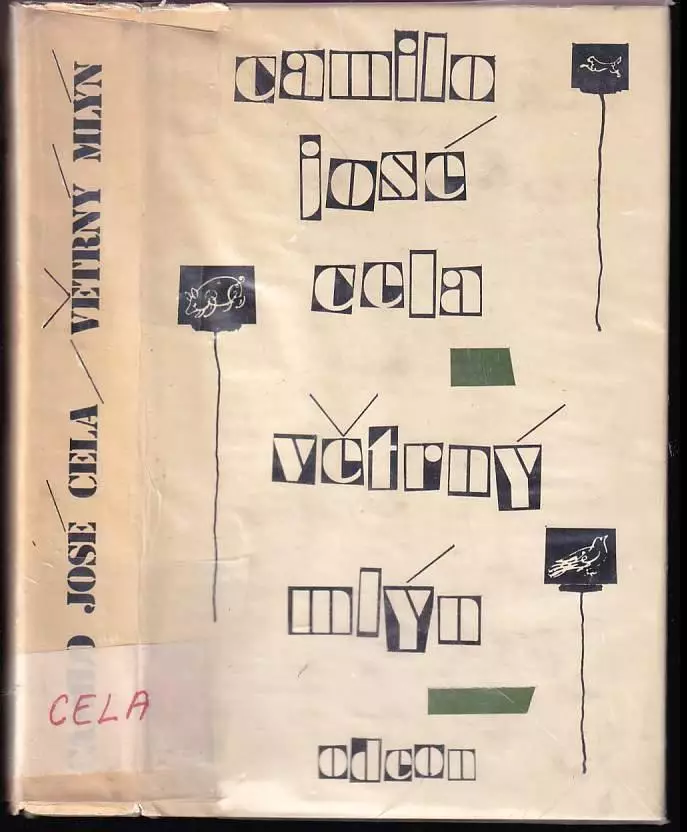 camilo
josé
cela
větrný
mlýn
odeon
JOSÉ CELA / VĚTRNÝ MLÝN
CELA